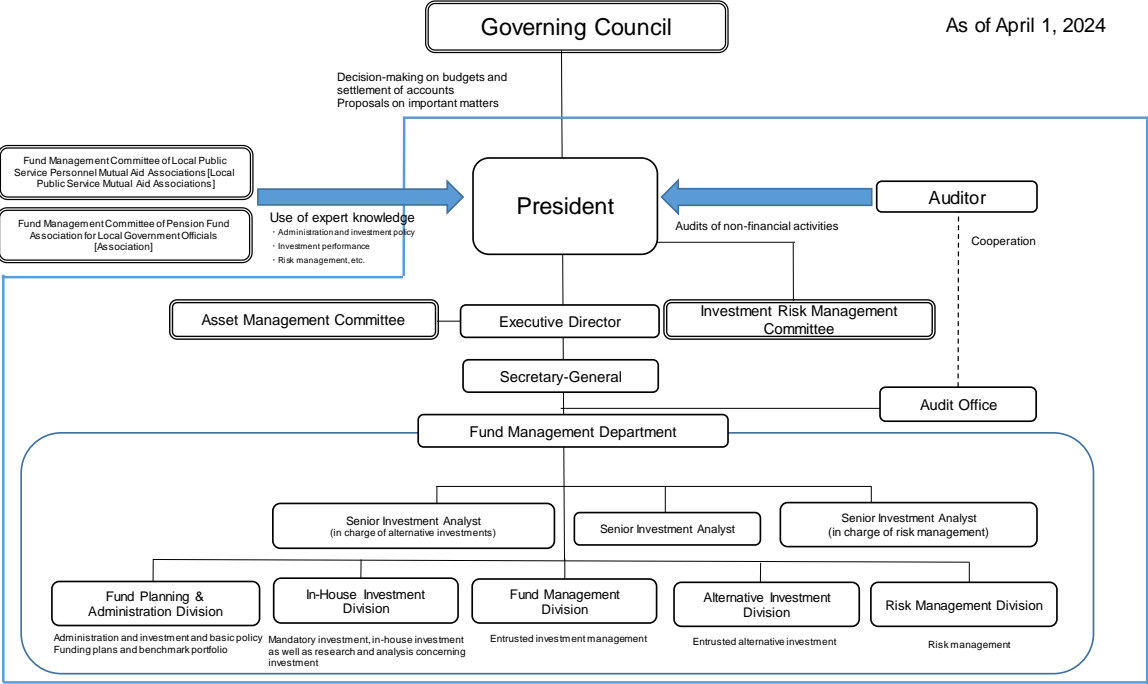 Governing Council
As of April 1, 2024
Decision-making on budgets and
settlement of accounts
Proposals on important matters
Fund Management Committee of Local Public
Service Personnel Mutual Aid Associations [Local
Public Service Mutual Aid Associations]
Fund Management Committee of Pension Fund
Association for Local Government Officials
[Association]
Use of expert knowledge
・Administration and investment policy
・Investment performance
・Risk management, etc.
President
Auditor
Audits of non-financial activities
Cooperation
Asset Management Committee
Executive Director
Investment Risk Management
Committee
Secretary-General
Audit Office
Fund Management Department
Senior Investment Analyst
(in charge of alternative investments)
Senior Investment Analyst
Senior Investment Analyst
(in charge of risk management)
Fund Planning &
Administration Division
In-House Investment
Division
Fund Management
Division
Alternative Investment
Division
Risk Management Division
Administration and investment and basic policy
Funding plans and benchmark portfolio
Mandatory investment, in-house investment
as well as research and analysis concerning
investment
Entrusted investment management
Entrusted alternative investment
Risk management